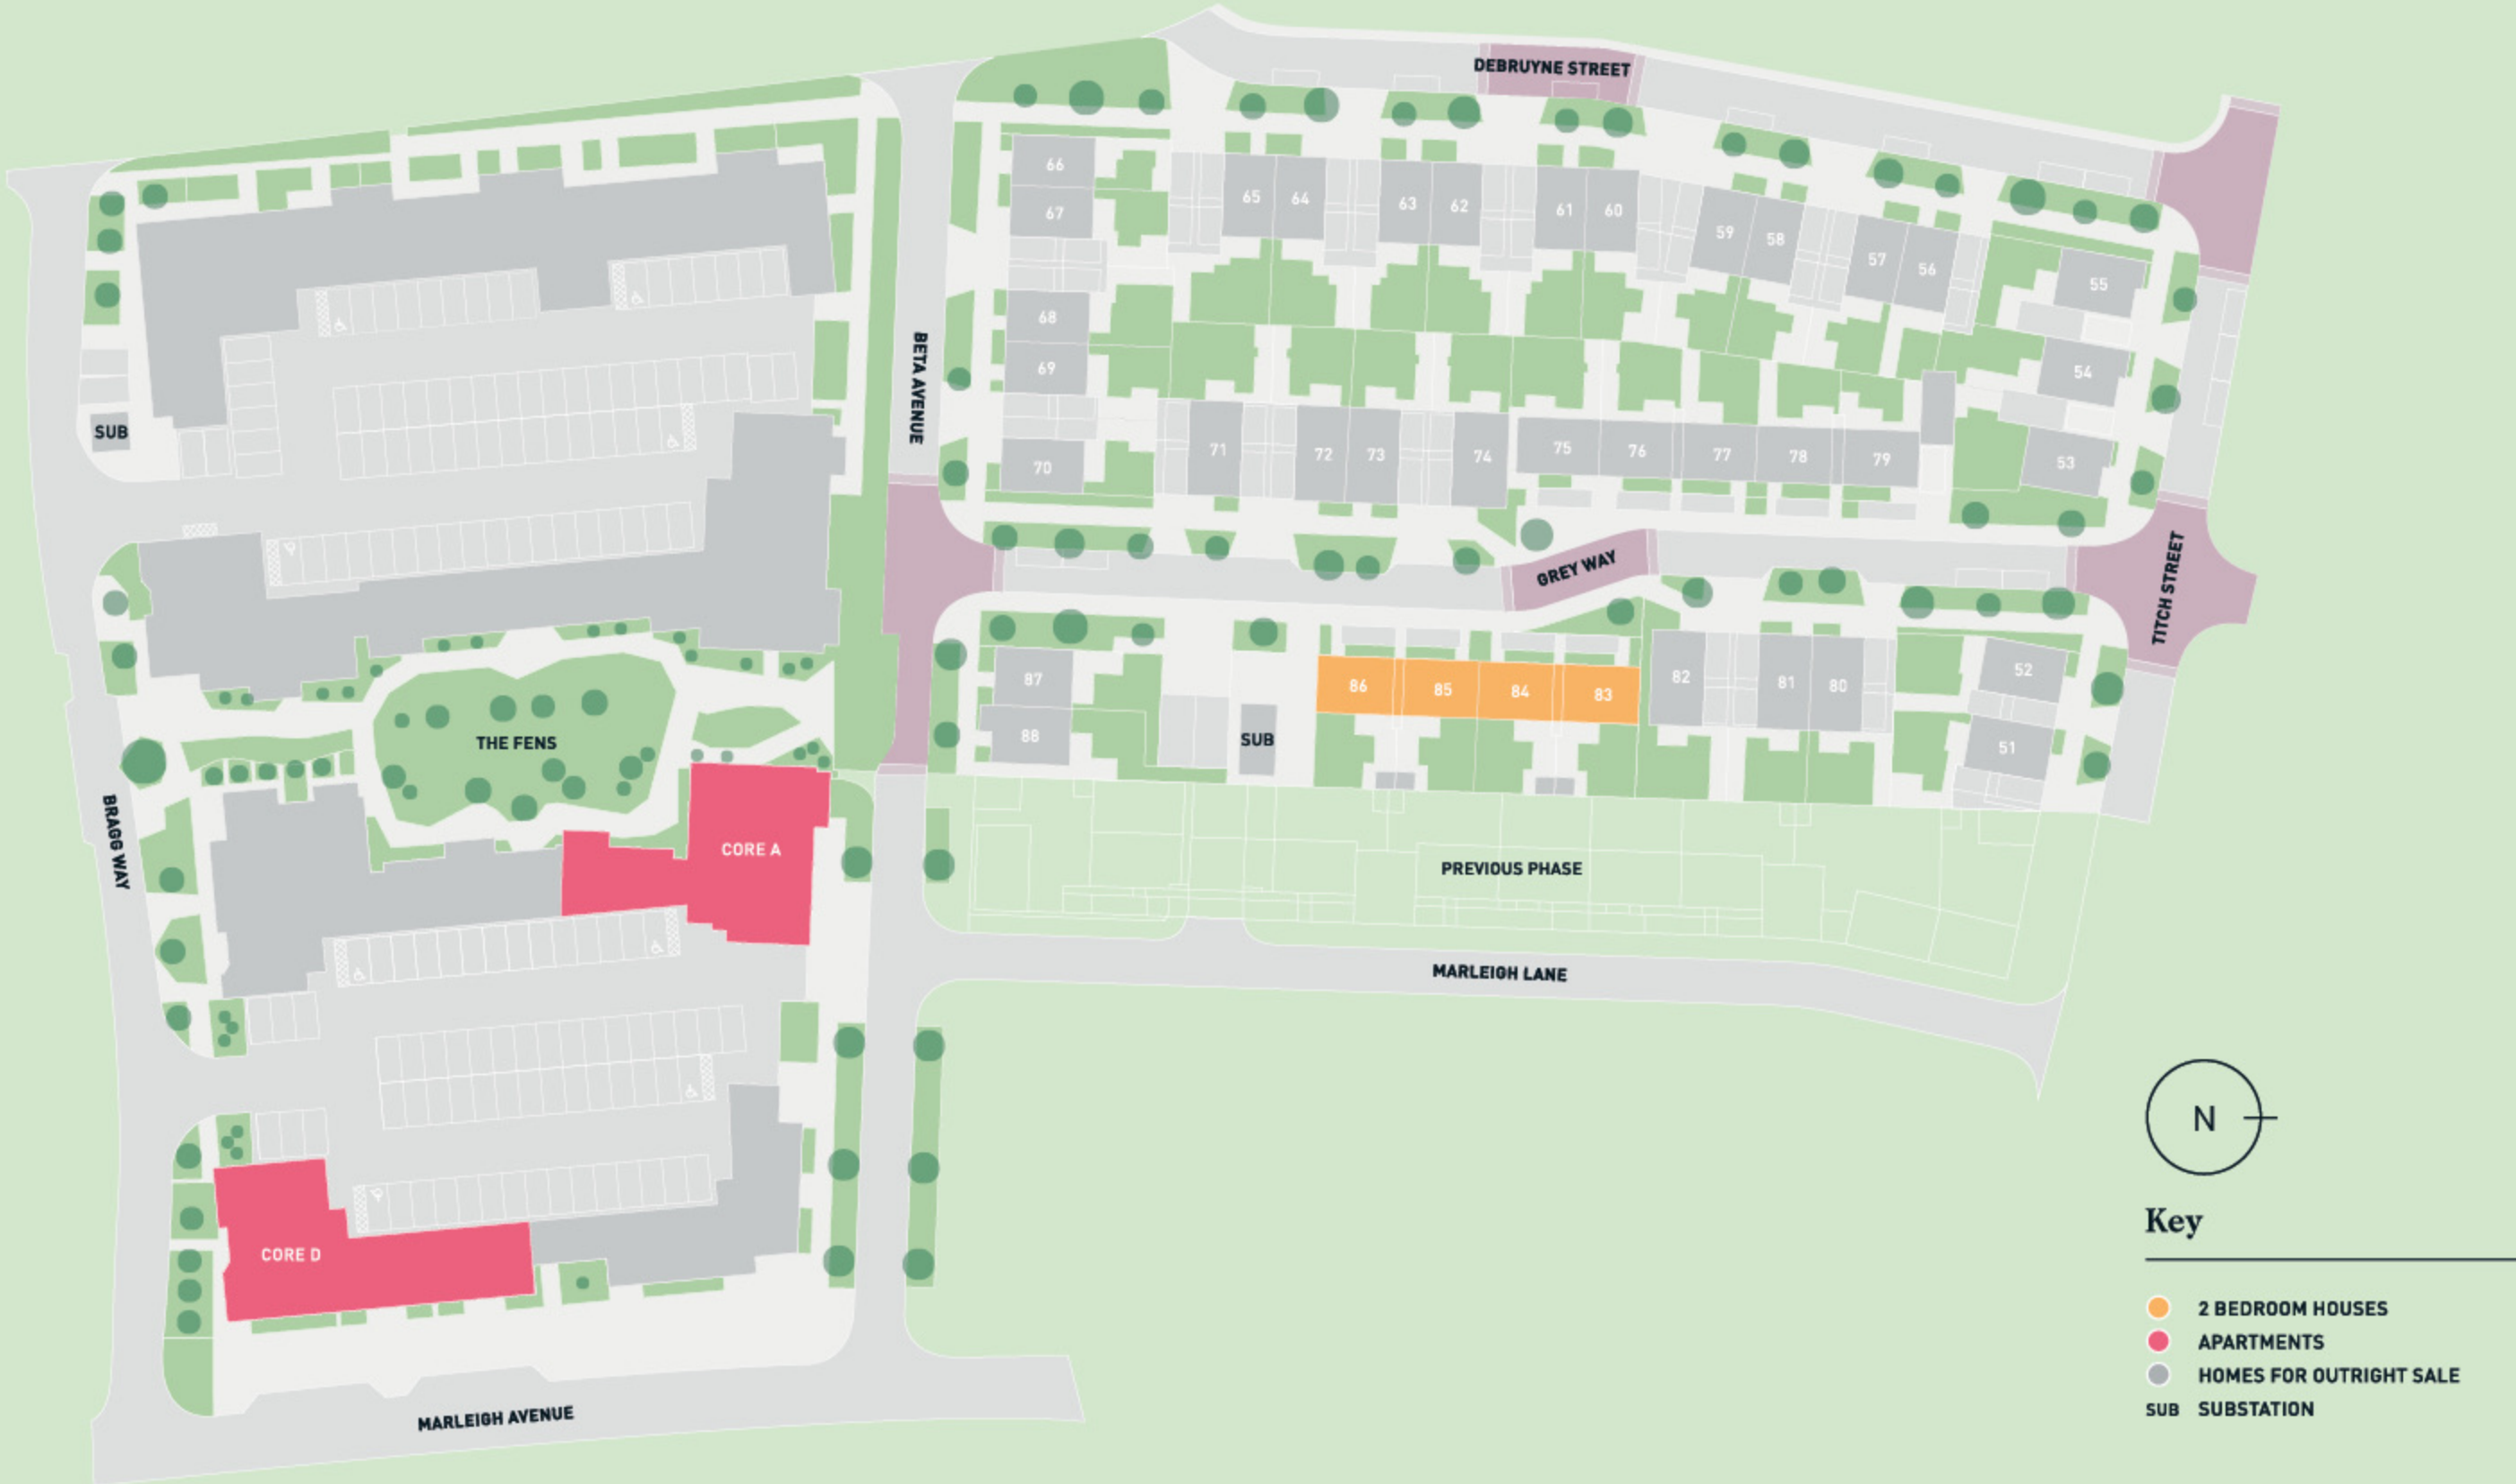 DEBRUYNE STREET
66
67
65
64
63
62
61
60
59
58
57
56
55
68
69
54
BETA AVENUE
SUB
70
71
72
73
74
75
76
77
78
79
53
GREY WAY
TITCH STREET
87
88
SUB
86
85
84
83
82
81
80
52
51
THE FENS
BRAGG WAY
CORE A
PREVIOUS PHASE
MARLEIGH LANE
CORE D
MARLEIGH AVENUE
N
Key
2 BEDROOM HOUSES
APARTMENTS
HOMES FOR OUTRIGHT SALE
SUB SUBSTATION